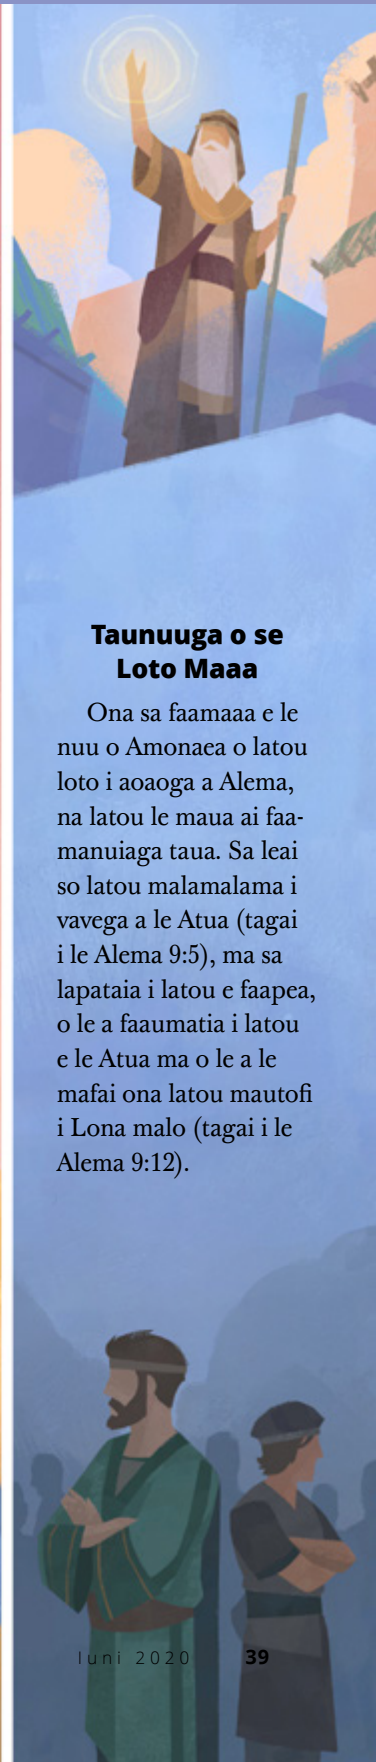 Taunuuga o se
Loto Maaa
Ona sa faamaaa e le
nuu o Amonaea o latou
loto i aoaoga a Alema,
na latou le maua ai faa-
manuiaga taua. Sa leai
so latou malamalama i
vavega a le Atua (tagai
i le Alema 9:5), ma sa
lapataia i latou e faapea,
o le a faaumatia i latou
e le Atua ma o le a le
mafai ona latou mautofi
i Lona malo (tagai i le
Alema 9:12).
Iuni 2020 39